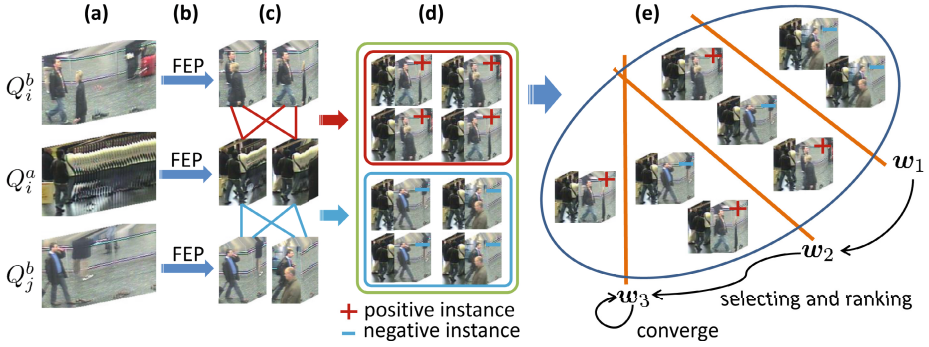 (a) (b) (c) (d) (e)
Q_i^b FEP
Q_i^a FEP
Q_j^b FEP
w_1
w_2
w_3
selecting and ranking
converge
+ positive instance
− negative instance